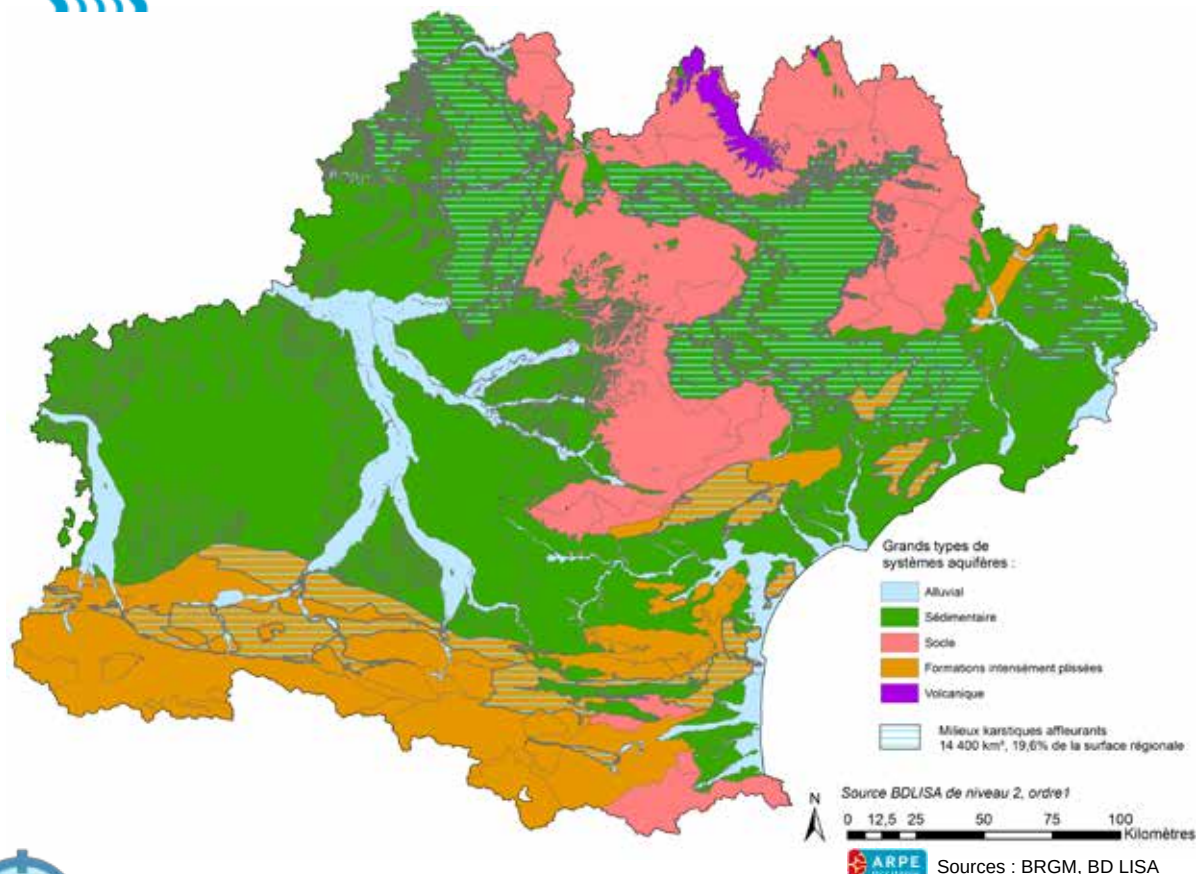 Grands types de
systèmes aquifères :
Alluvial
Sédimentaire
Socle
Formations intensément plissées
Volcanique
Milieux karstiques affleurants
14 400 km², 19,6% de la surface régionale
Source BDLISA de niveau 2, ordre1
N
0 12,5 25 50 75 100
Kilomètres
ARPE
Sources : BRGM, BD LISA